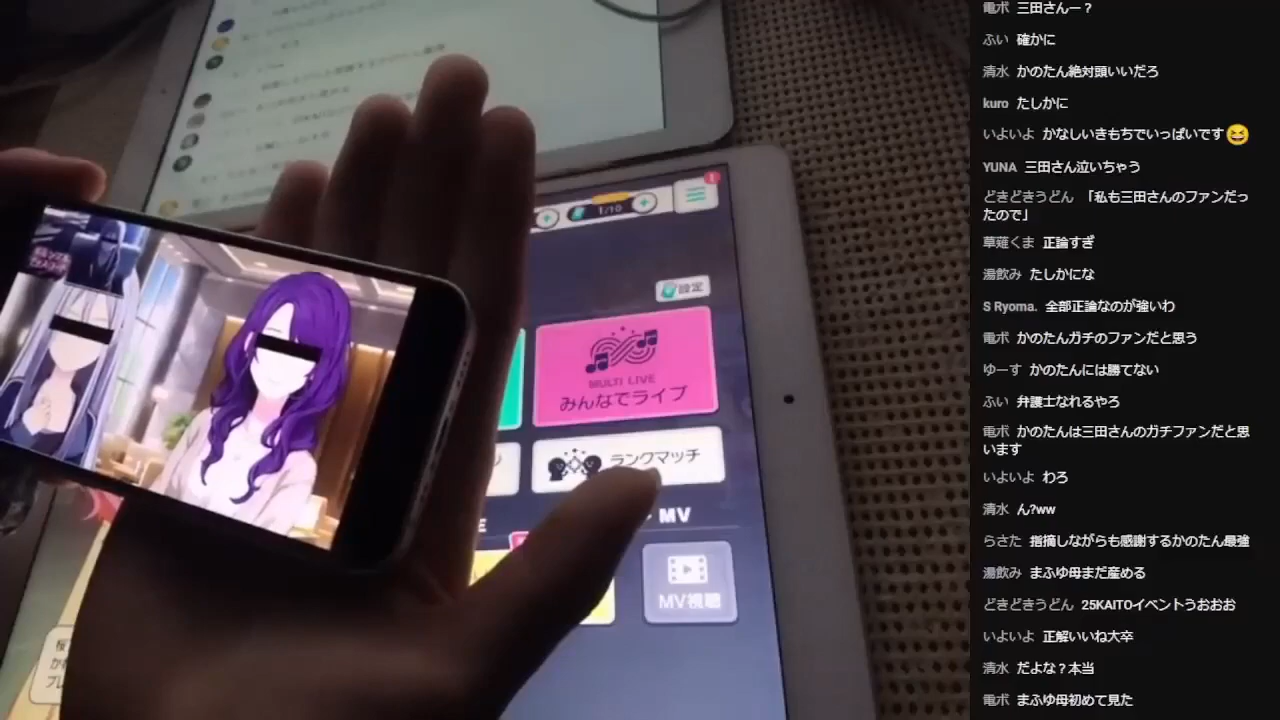 1/10
設定
MULTI LIVE
みんなでライブ
ランクマッチ
MV
MV視聴
電ボ 三田さんー？
ふい 確かに
清水 かのたん絶対頭いいだろ
kuro たしかに
いよいよ かなしいきもちでいっぱいです😆
YUNA 三田さん泣いちゃう
どきどきうどん 「私も三田さんのファンだっ
たので」
草薙くま 正論すぎ
湯飲み たしかにな
S Ryoma. 全部正論なのが強いわ
電ボ かのたんガチのファンだと思う
ゆーす かのたんには勝てない
ふい 弁護士なれるやろ
電ボ かのたんは三田さんのガチファンだと思
います
いよいよ わろ
清水 ん?ww
らさた 指摘しながらも感謝するかのたん最強
湯飲み まふゆ母まだ産める
どきどきうどん 25KAITOイベントうおおお
いよいよ 正解いいね大卒
清水 だよな？本当
電ボ まふゆ母初めて見た